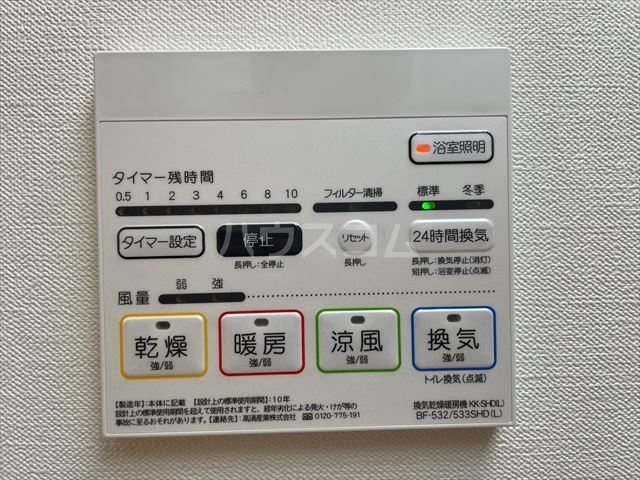 浴室照明
タイマー残時間
0.5 1 2 3 4 6 8 10
フィルター清掃
標準 冬季
タイマー設定
停止
リセット
24時間換気
長押し:全停止
長押し
長押し:換気停止(消灯)
短押し:浴室停止(点滅)
ハウスコム
風量
弱 強
乾燥
強/弱
暖房
強/弱
涼風
強/弱
換気
強/弱
トイレ換気(点滅)
【製造年】:本体に記載 【設計上の標準使用期間】:10年
設計上の標準使用期間を超えて使用されますと、経年劣化による発火・けが等の
事故に至るおそれがあります。【連絡先】:高須産業株式会社 0120-775-191
換気乾燥暖房機 KK-SHD(L)
BF-532/533SHD(L)